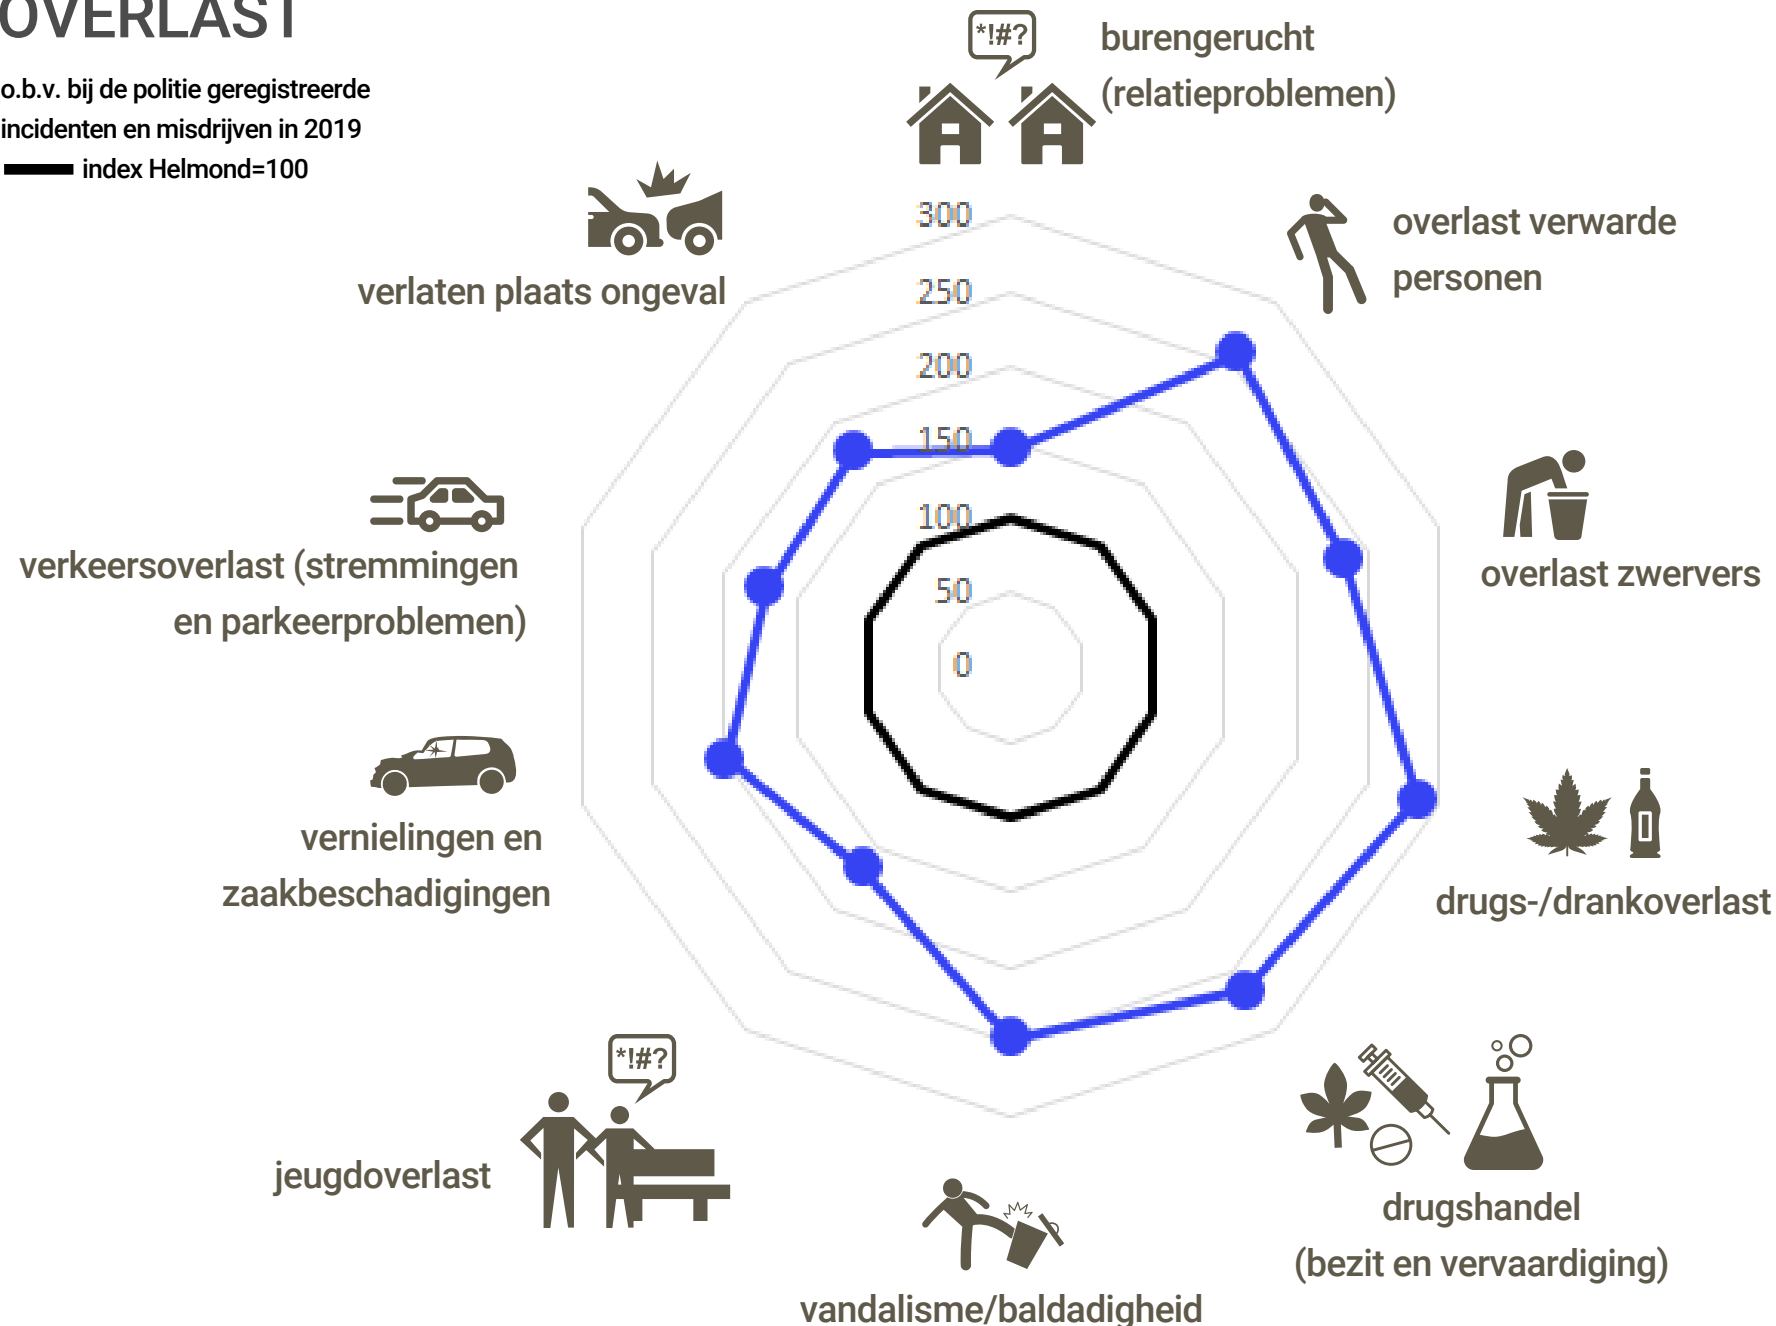 OVERLAST
o.b.v. bij de politie geregistreerde
incidenten en misdrijven in 2019
index Helmond=100
*!#?
burengerucht
(relatieproblemen)
overlast verwarde
personen
overlast zwervers
drugs-/drankoverlast
drugshandel
(bezit en vervaardiging)
vandalisme/baldadigheid
*!#?
jeugdoverlast
vernielingen en
zaakbeschadigingen
verkeersoverlast (stremmingen
en parkeerproblemen)
verlaten plaats ongeval
300
250
200
150
100
50
0